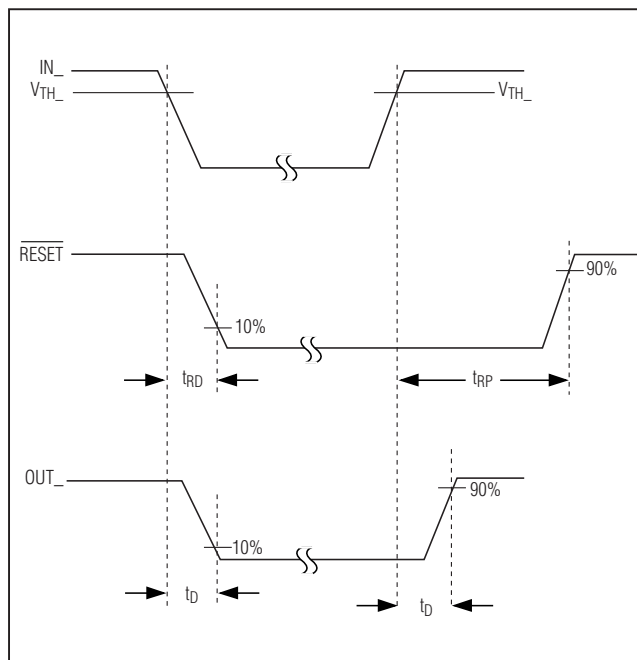 IN_
V_TH_ V_TH_
RESET
90%
10%
t_RD t_RP
OUT_
90%
10%
t_D t_D